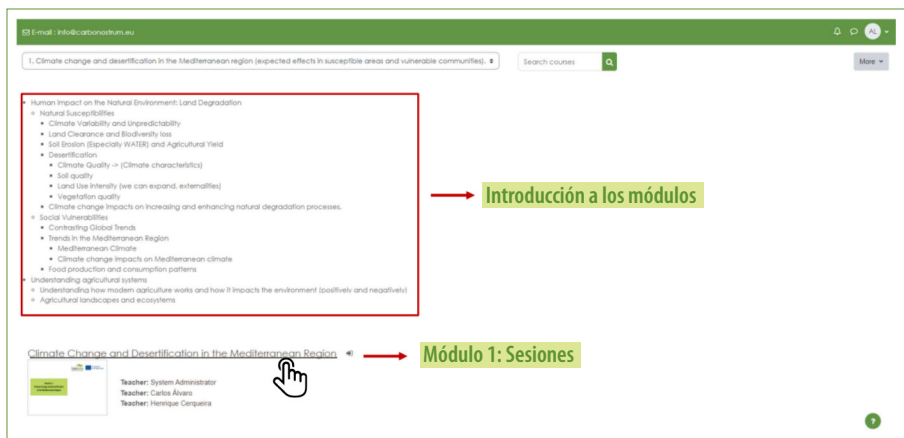 E-mail : info@carbonostrum.eu
AL
1. Climate change and desertification in the Mediterranean region (expected effects in susceptible areas and vunerable communities).
Search courses
More
Human Impact on the Natural Environment: Land Degradation
Natural Susceptibilities
Climate Variability and Unpredictability
Land Clearance and Biodiversity loss
Soil Erosion (Especially WATER) and Agricultural Yield
Desertification
Climate Quality -> (Climate characteristics)
Soil quality
Land Use Intensity (we can expand, externalities)
Vegetation quality
Climate change impacts on increasing and enhancing natural degradation processes.
Social Vulnerabilities
Contrasting Global Trends
Trends in the Mediterranean Region
Mediterranean Climate
Climate change impacts on Mediterranean climate
Food production and consumption patterns
Understanding agricultural systems
Understanding how modern agriculture works and how it impacts the environment (positively and negatively)
Agricultural landscapes and ecosystems
Introducción a los módulos
Climate Change and Desertification in the Mediterranean Region
Módulo 1: Sesiones
Teacher: System Administrator
Teacher: Carlos Álvaro
Teacher: Henrique Cerqueira
?